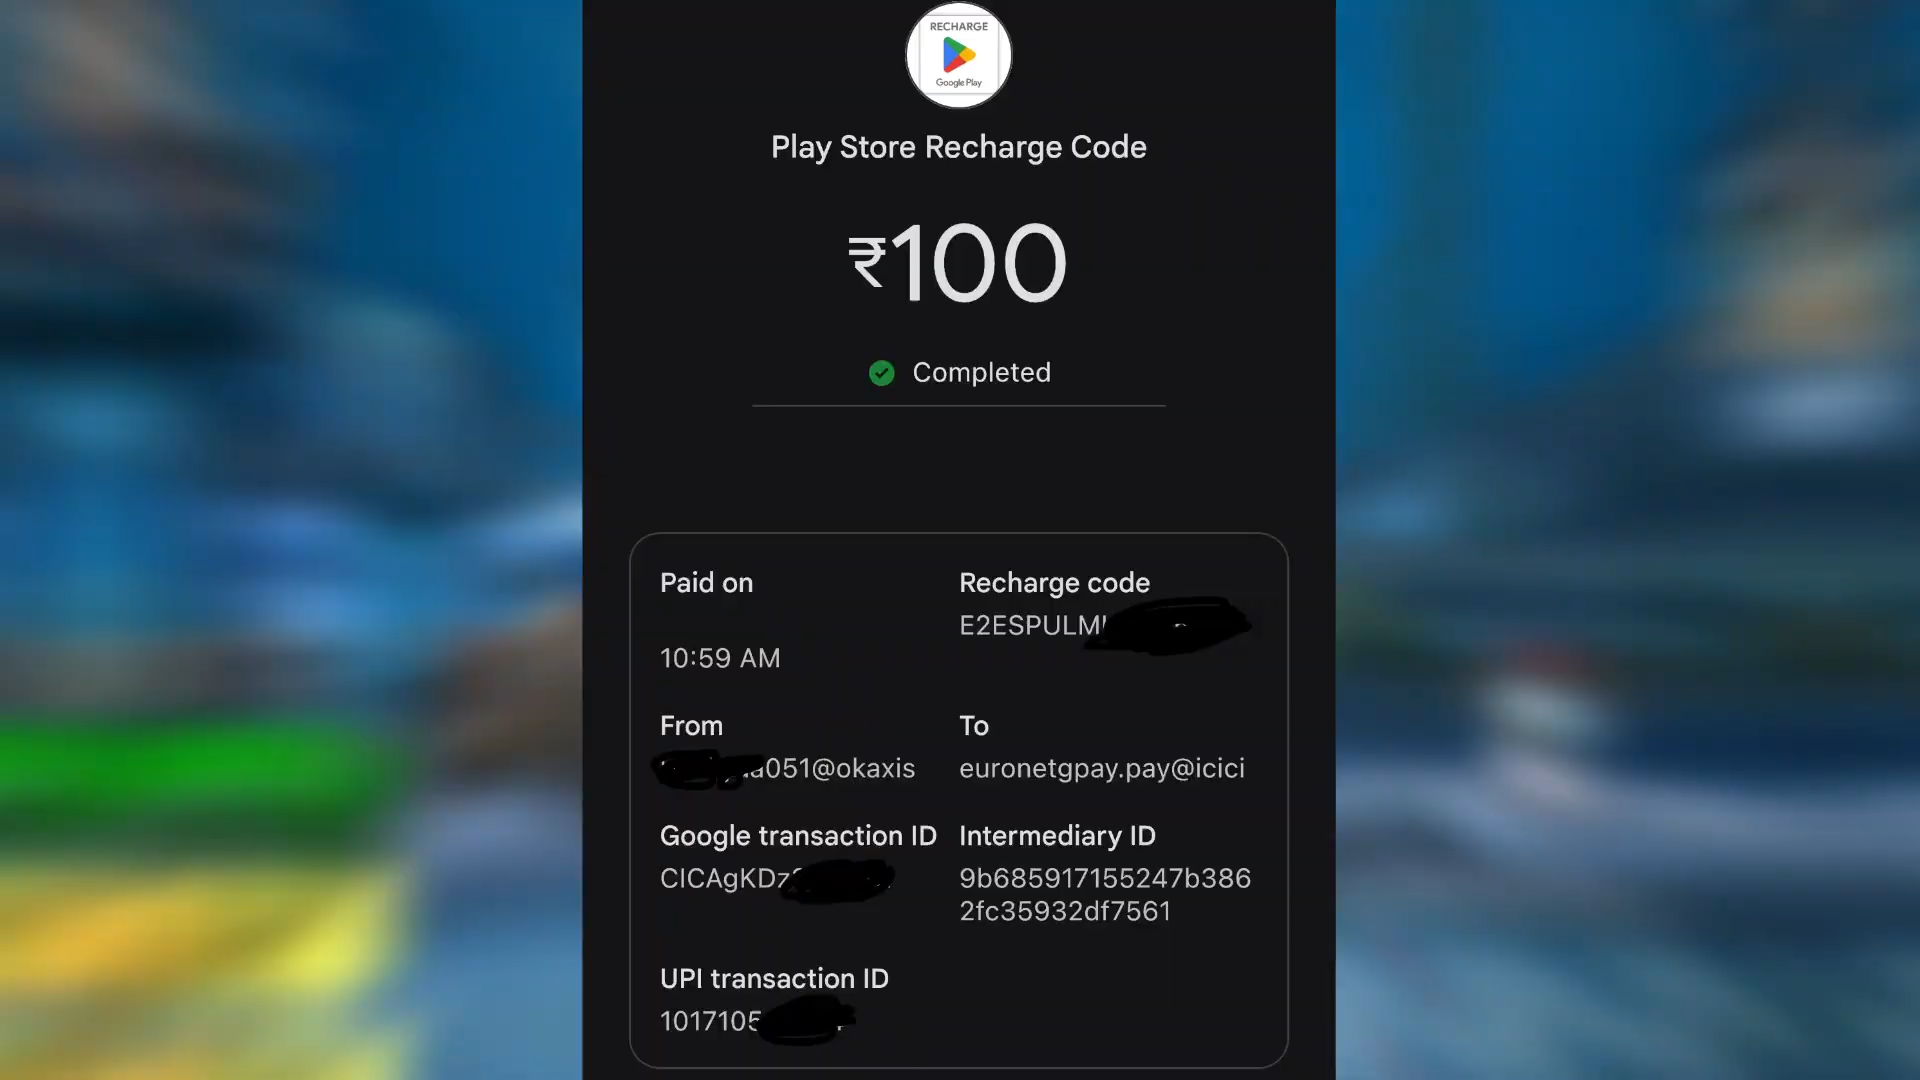 RECHARGE
Google Play
Play Store Recharge Code
₹100
Completed
Paid on
10:59 AM
Recharge code
E2ESPULM
From
a051@okaxis
To
euronetgpay.pay@icici
Google transaction ID
CICAgKDz
Intermediary ID
9b685917155247b386
2fc35932df7561
UPI transaction ID
1017105